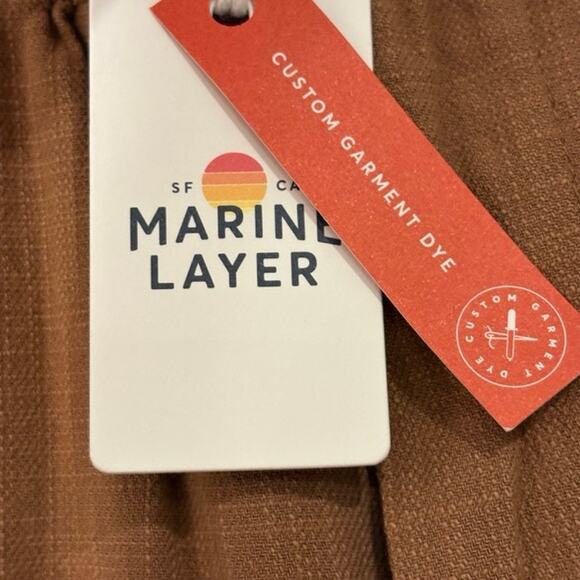 SF CA
MARINE
LAYER
CUSTOM GARMENT DYE
CUSTOM GARMENT DYE